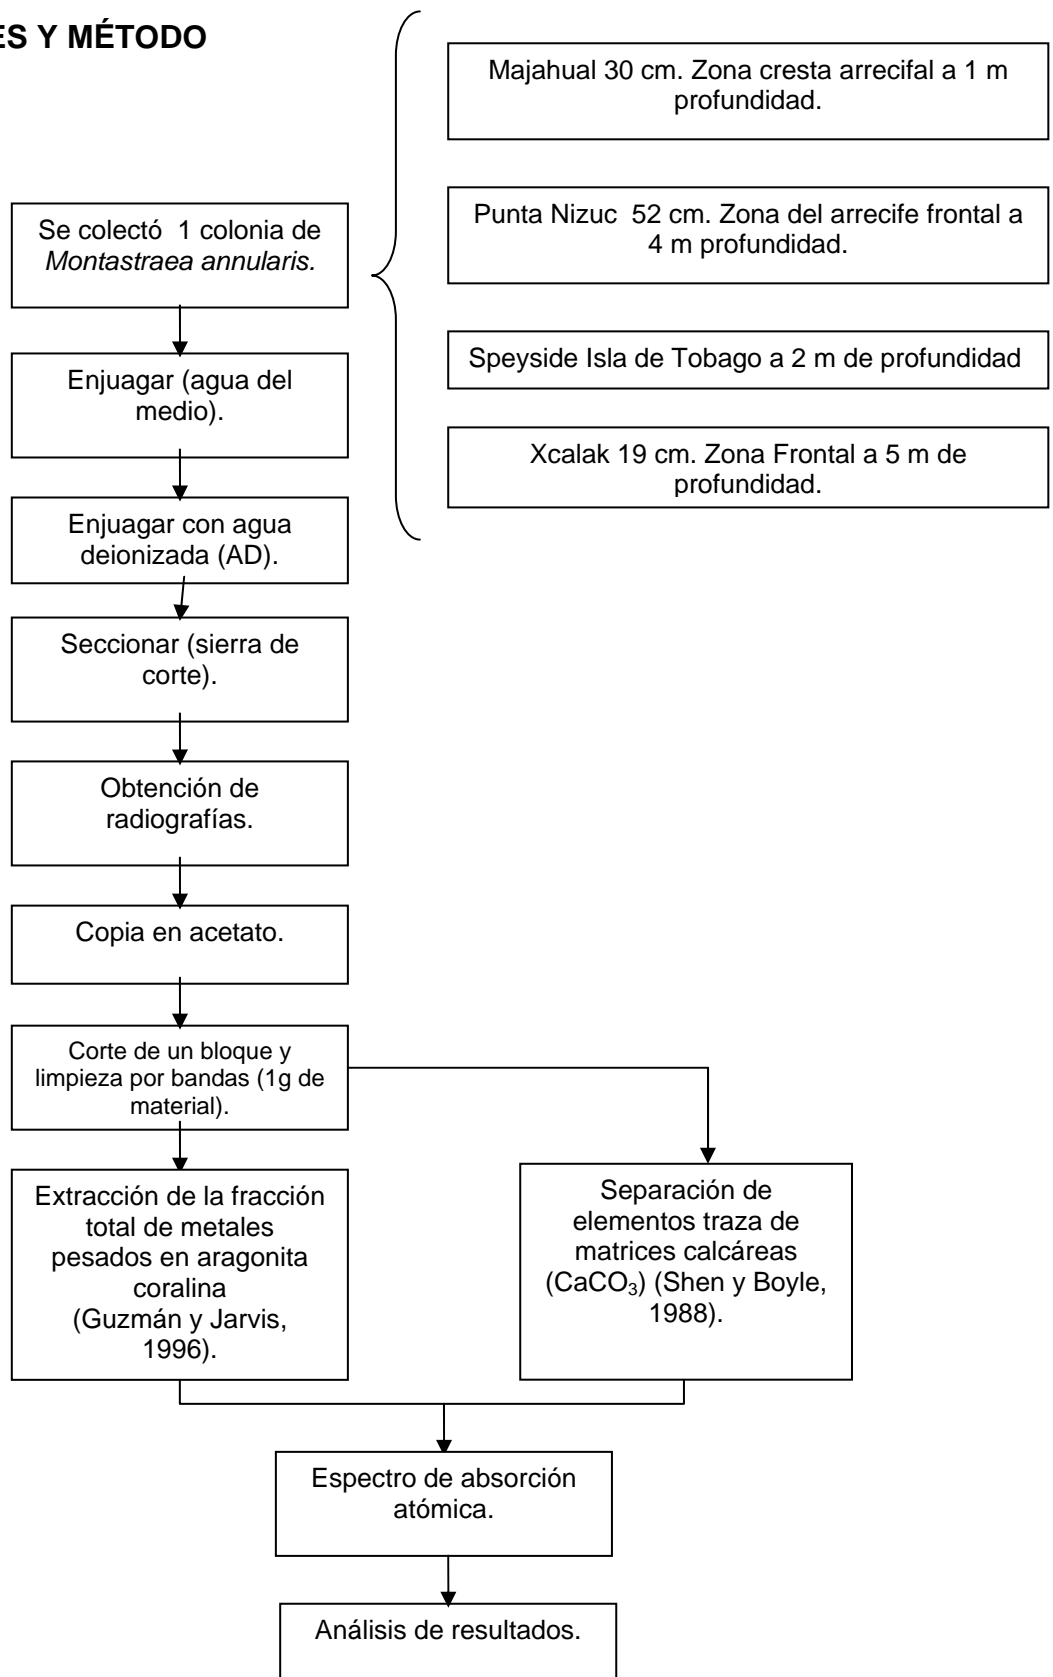 ES Y MÉTODO
Majahual 30 cm. Zona cresta arrecifal a 1 m
profundidad.
Punta Nizuc 52 cm. Zona del arrecife frontal a
4 m profundidad.
Speyside Isla de Tobago a 2 m de profundidad
Xcalak 19 cm. Zona Frontal a 5 m de
profundidad.
Se colectó 1 colonia de
Montastraea annularis.
Enjuagar (agua del
medio).
Enjuagar con agua
deionizada (AD).
Seccionar (sierra de
corte).
Obtención de
radiografías.
Copia en acetato.
Corte de un bloque y
limpieza por bandas (1g de
material).
Extracción de la fracción
total de metales
pesados en aragonita
coralina
(Guzmán y Jarvis,
1996).
Separación de
elementos traza de
matrices calcáreas
(CaCO₃) (Shen y Boyle,
1988).
Espectro de absorción
atómica.
Análisis de resultados.